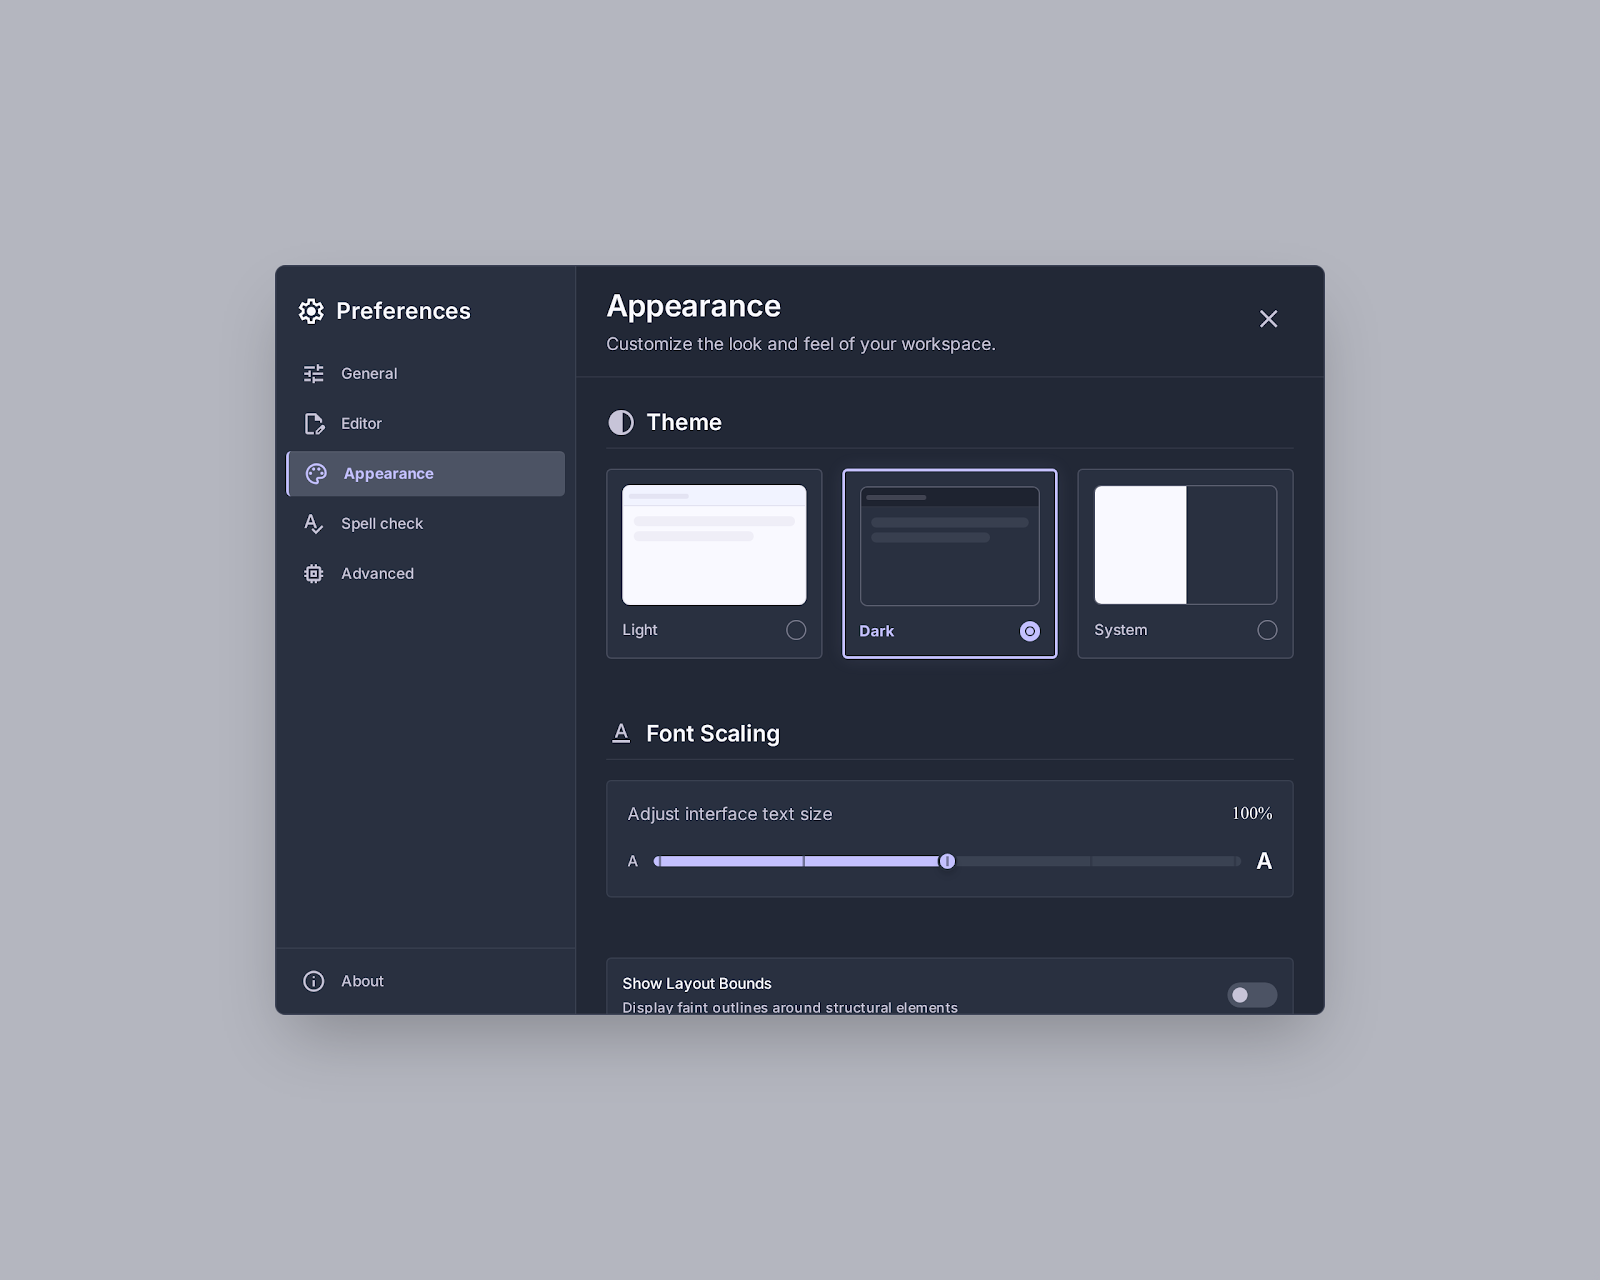 Preferences
General
Editor
Appearance
Spell check
Advanced
About
Appearance
Customize the look and feel of your workspace.
Theme
Light
Dark
System
A
Font Scaling
Adjust interface text size
100%
A
A
Show Layout Bounds
Display faint outlines around structural elements